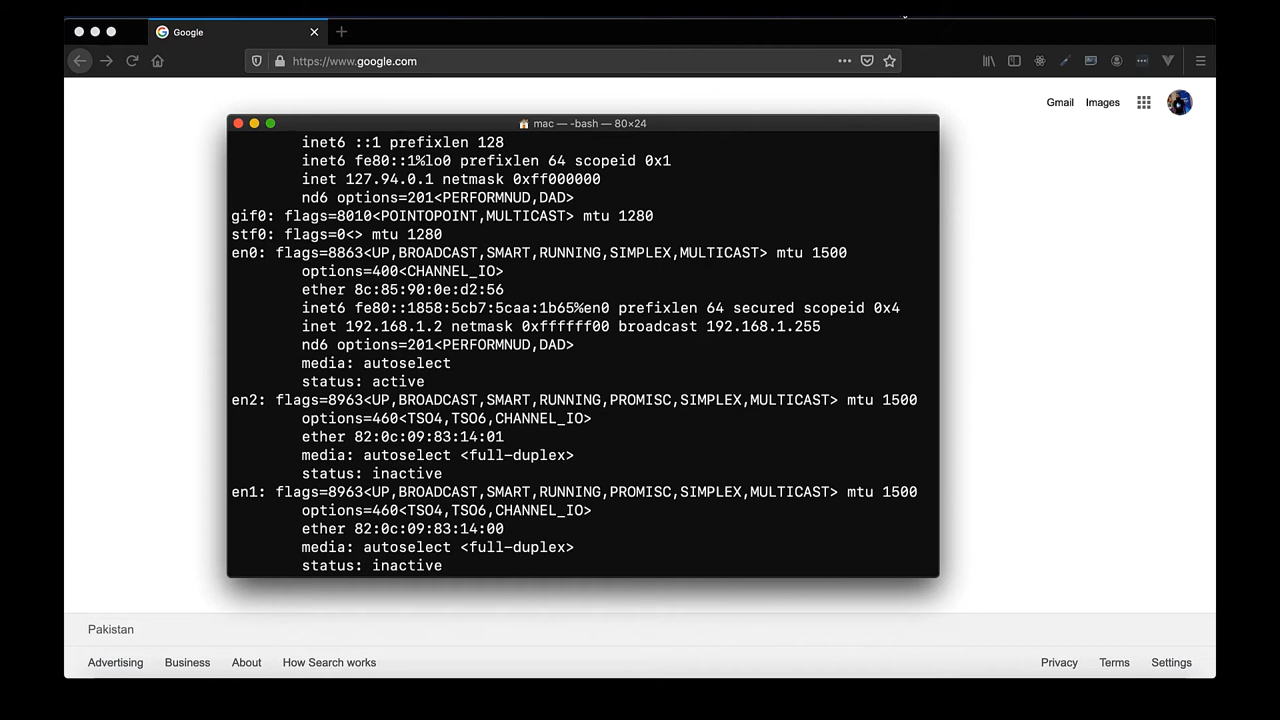 Google
https://www.google.com
Gmail Images
mac — -bash — 80×24
inet6 ::1 prefixlen 128
inet6 fe80::1%lo0 prefixlen 64 scopeid 0x1
inet 127.94.0.1 netmask 0xff000000
nd6 options=201<PERFORMNUD,DAD>
gif0: flags=8010<POINTOPOINT,MULTICAST> mtu 1280
stf0: flags=0<> mtu 1280
en0: flags=8863<UP,BROADCAST,SMART,RUNNING,SIMPLEX,MULTICAST> mtu 1500
options=400<CHANNEL_IO>
ether 8c:85:90:0e:d2:56
inet6 fe80::1858:5cb7:5caa:1b65%en0 prefixlen 64 secured scopeid 0x4
inet 192.168.1.2 netmask 0xffffff00 broadcast 192.168.1.255
nd6 options=201<PERFORMNUD,DAD>
media: autoselect
status: active
en2: flags=8963<UP,BROADCAST,SMART,RUNNING,PROMISC,SIMPLEX,MULTICAST> mtu 1500
options=460<TSO4,TSO6,CHANNEL_IO>
ether 82:0c:09:83:14:01
media: autoselect <full-duplex>
status: inactive
en1: flags=8963<UP,BROADCAST,SMART,RUNNING,PROMISC,SIMPLEX,MULTICAST> mtu 1500
options=460<TSO4,TSO6,CHANNEL_IO>
ether 82:0c:09:83:14:00
media: autoselect <full-duplex>
status: inactive
Pakistan
Advertising Business About How Search works Privacy Terms Settings